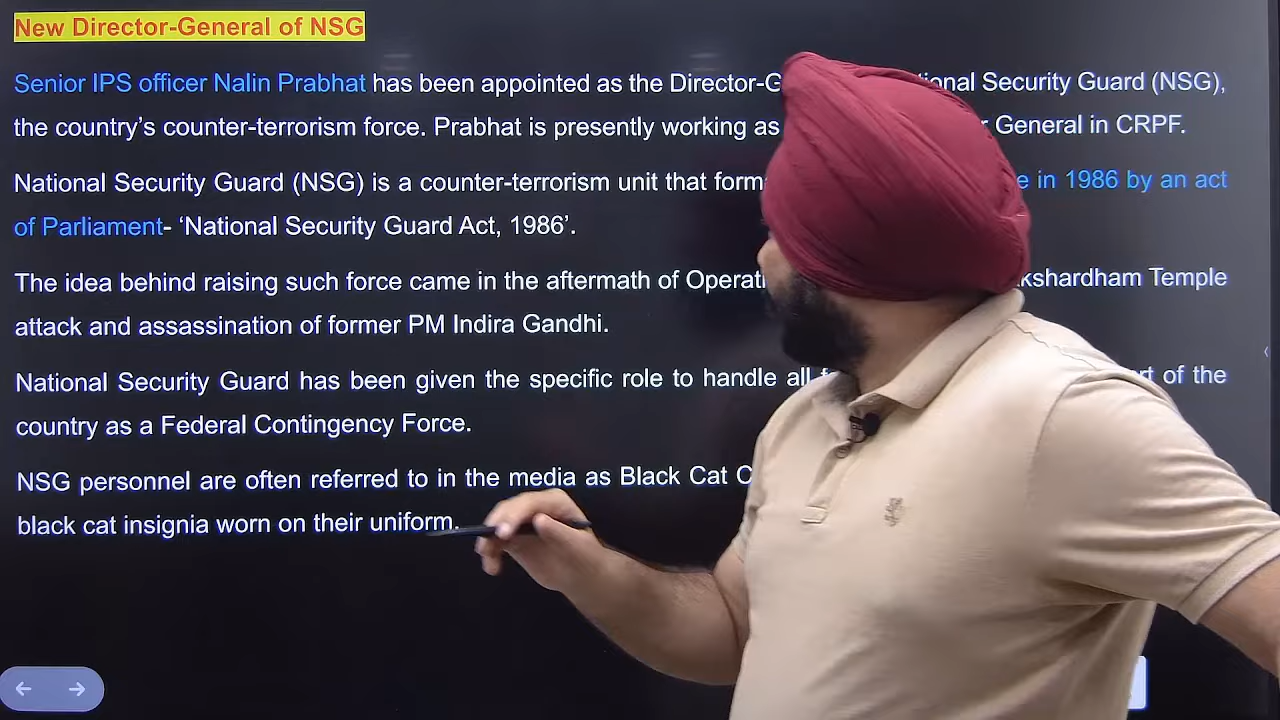 New Director-General of NSG
Senior IPS officer Nalin Prabhat has been appointed as the Director-G Security Guard (NSG),
the country's counter-terrorism force. Prabhat is presently working as General in CRPF.
National Security Guard (NSG) is a counter-terrorism unit that in 1986 by an act
of Parliament- ‘National Security Guard Act, 1986’.
The idea behind raising such force came in the aftermath of Temple
attack and assassination of former PM Indira Gandhi.
National Security Guard has been given the specific role to handle all of the
country as a Federal Contingency Force.
NSG personnel are often referred to in the media as Black Cat
black cat insignia worn on their uniform.